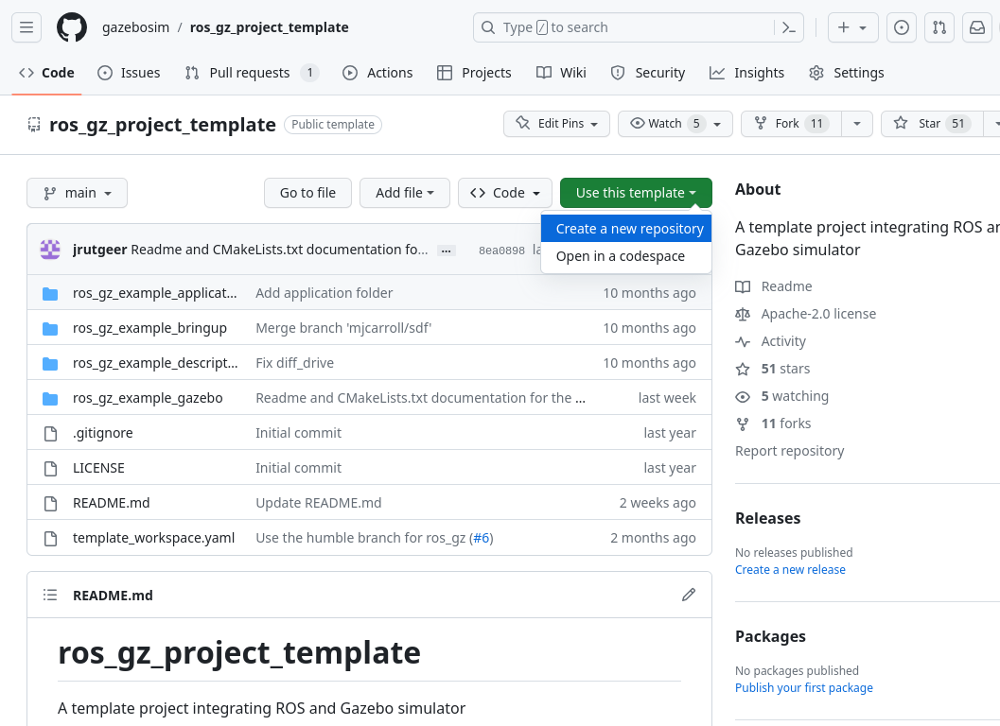 gazebosim / ros_gz_project_template
Type / to search
Code
Issues
Pull requests 1
Actions
Projects
Wiki
Security
Insights
Settings
ros_gz_project_template Public template
Edit Pins
Watch 5
Fork 11
Star 51
main
Go to file
Add file
Code
Use this template
Create a new repository
Open in a codespace
jrutgeer Readme and CMakeLists.txt documentation fo... ... 8ea0898
ros_gz_example_applicat... Add application folder 10 months ago
ros_gz_example_bringup Merge branch 'mjcarroll/sdf' 10 months ago
ros_gz_example_descript... Fix diff_drive 10 months ago
ros_gz_example_gazebo Readme and CMakeLists.txt documentation for the ... last week
.gitignore Initial commit last year
LICENSE Initial commit last year
README.md Update README.md 2 weeks ago
template_workspace.yaml Use the humble branch for ros_gz (#6) 2 months ago
README.md
ros_gz_project_template
A template project integrating ROS and Gazebo simulator
About
A template project integrating ROS ar
Gazebo simulator
Readme
Apache-2.0 license
Activity
51 stars
5 watching
11 forks
Report repository
Releases
No releases published
Create a new release
Packages
No packages published
Publish your first package